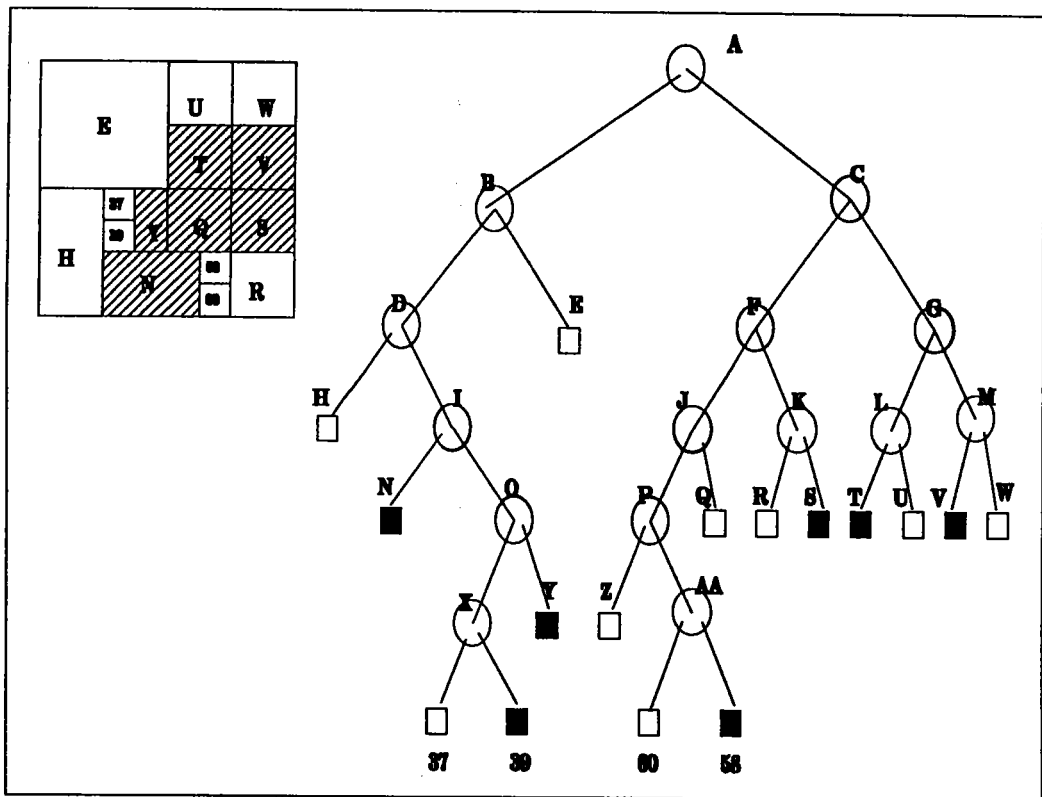 A
U W
E
T V
B C
37
39 Y Q S
H
N
R
D E F G
H I J K L M
N O P Q R S T U V W
X Y Z AA
37 39 60 58